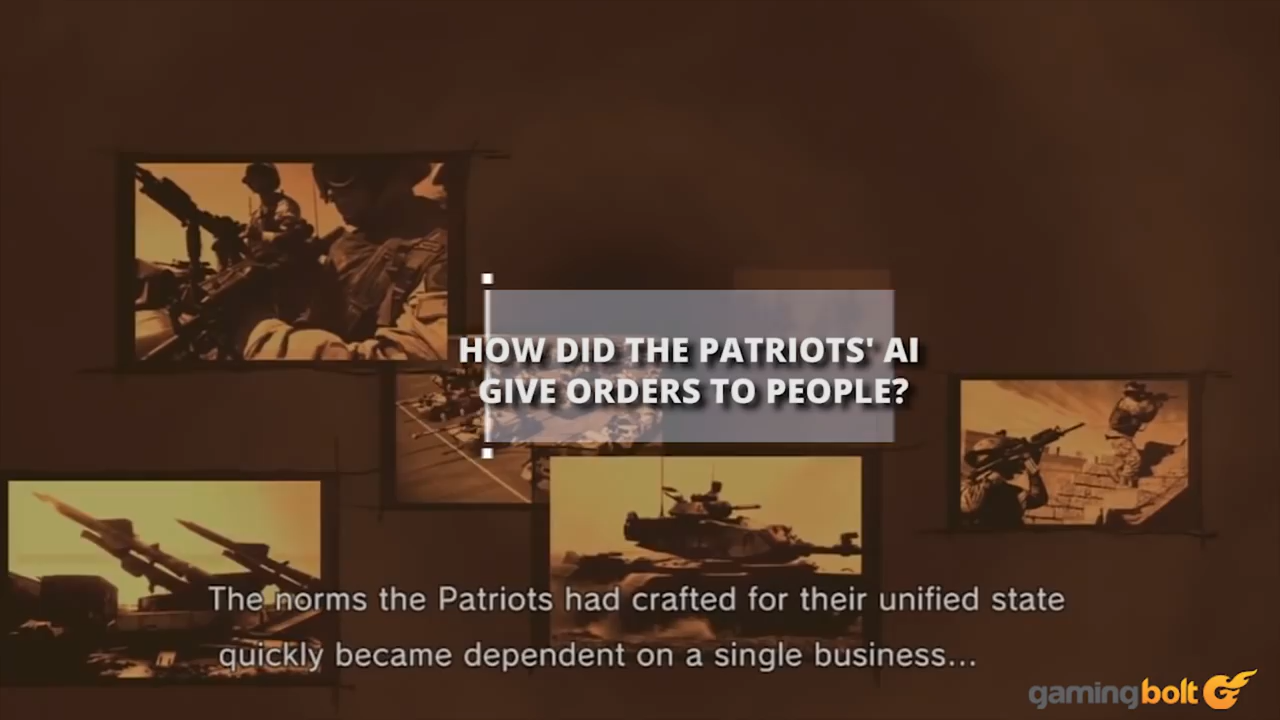 HOW DID THE PATRIOTS' AI
GIVE ORDERS TO PEOPLE?
The norms the Patriots had crafted for their unified state
quickly became dependent on a single business...
gamingbolt